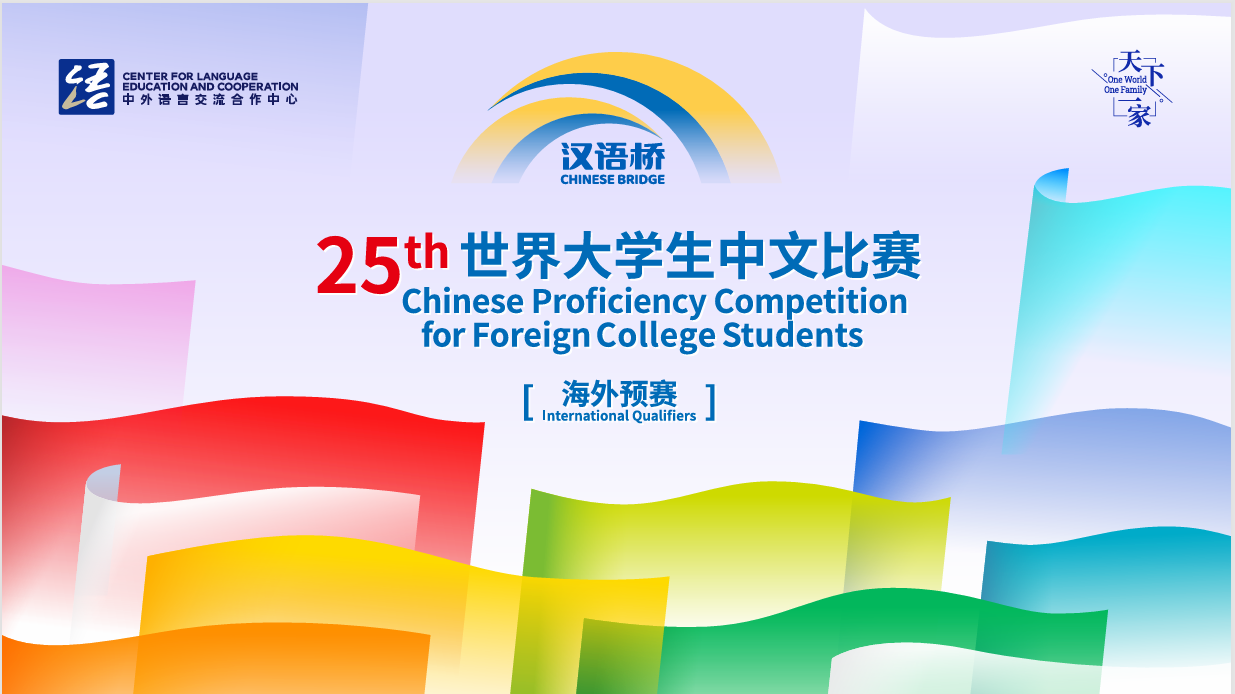 CENTER FOR LANGUAGE
EDUCATION AND COOPERATION
中外语言交流合作中心
天下
One World
One Family
一家
汉语桥
CHINESE BRIDGE
25th 世界大学生中文比赛
Chinese Proficiency Competition
for Foreign College Students
[ 海外预赛 ]
International Qualifiers